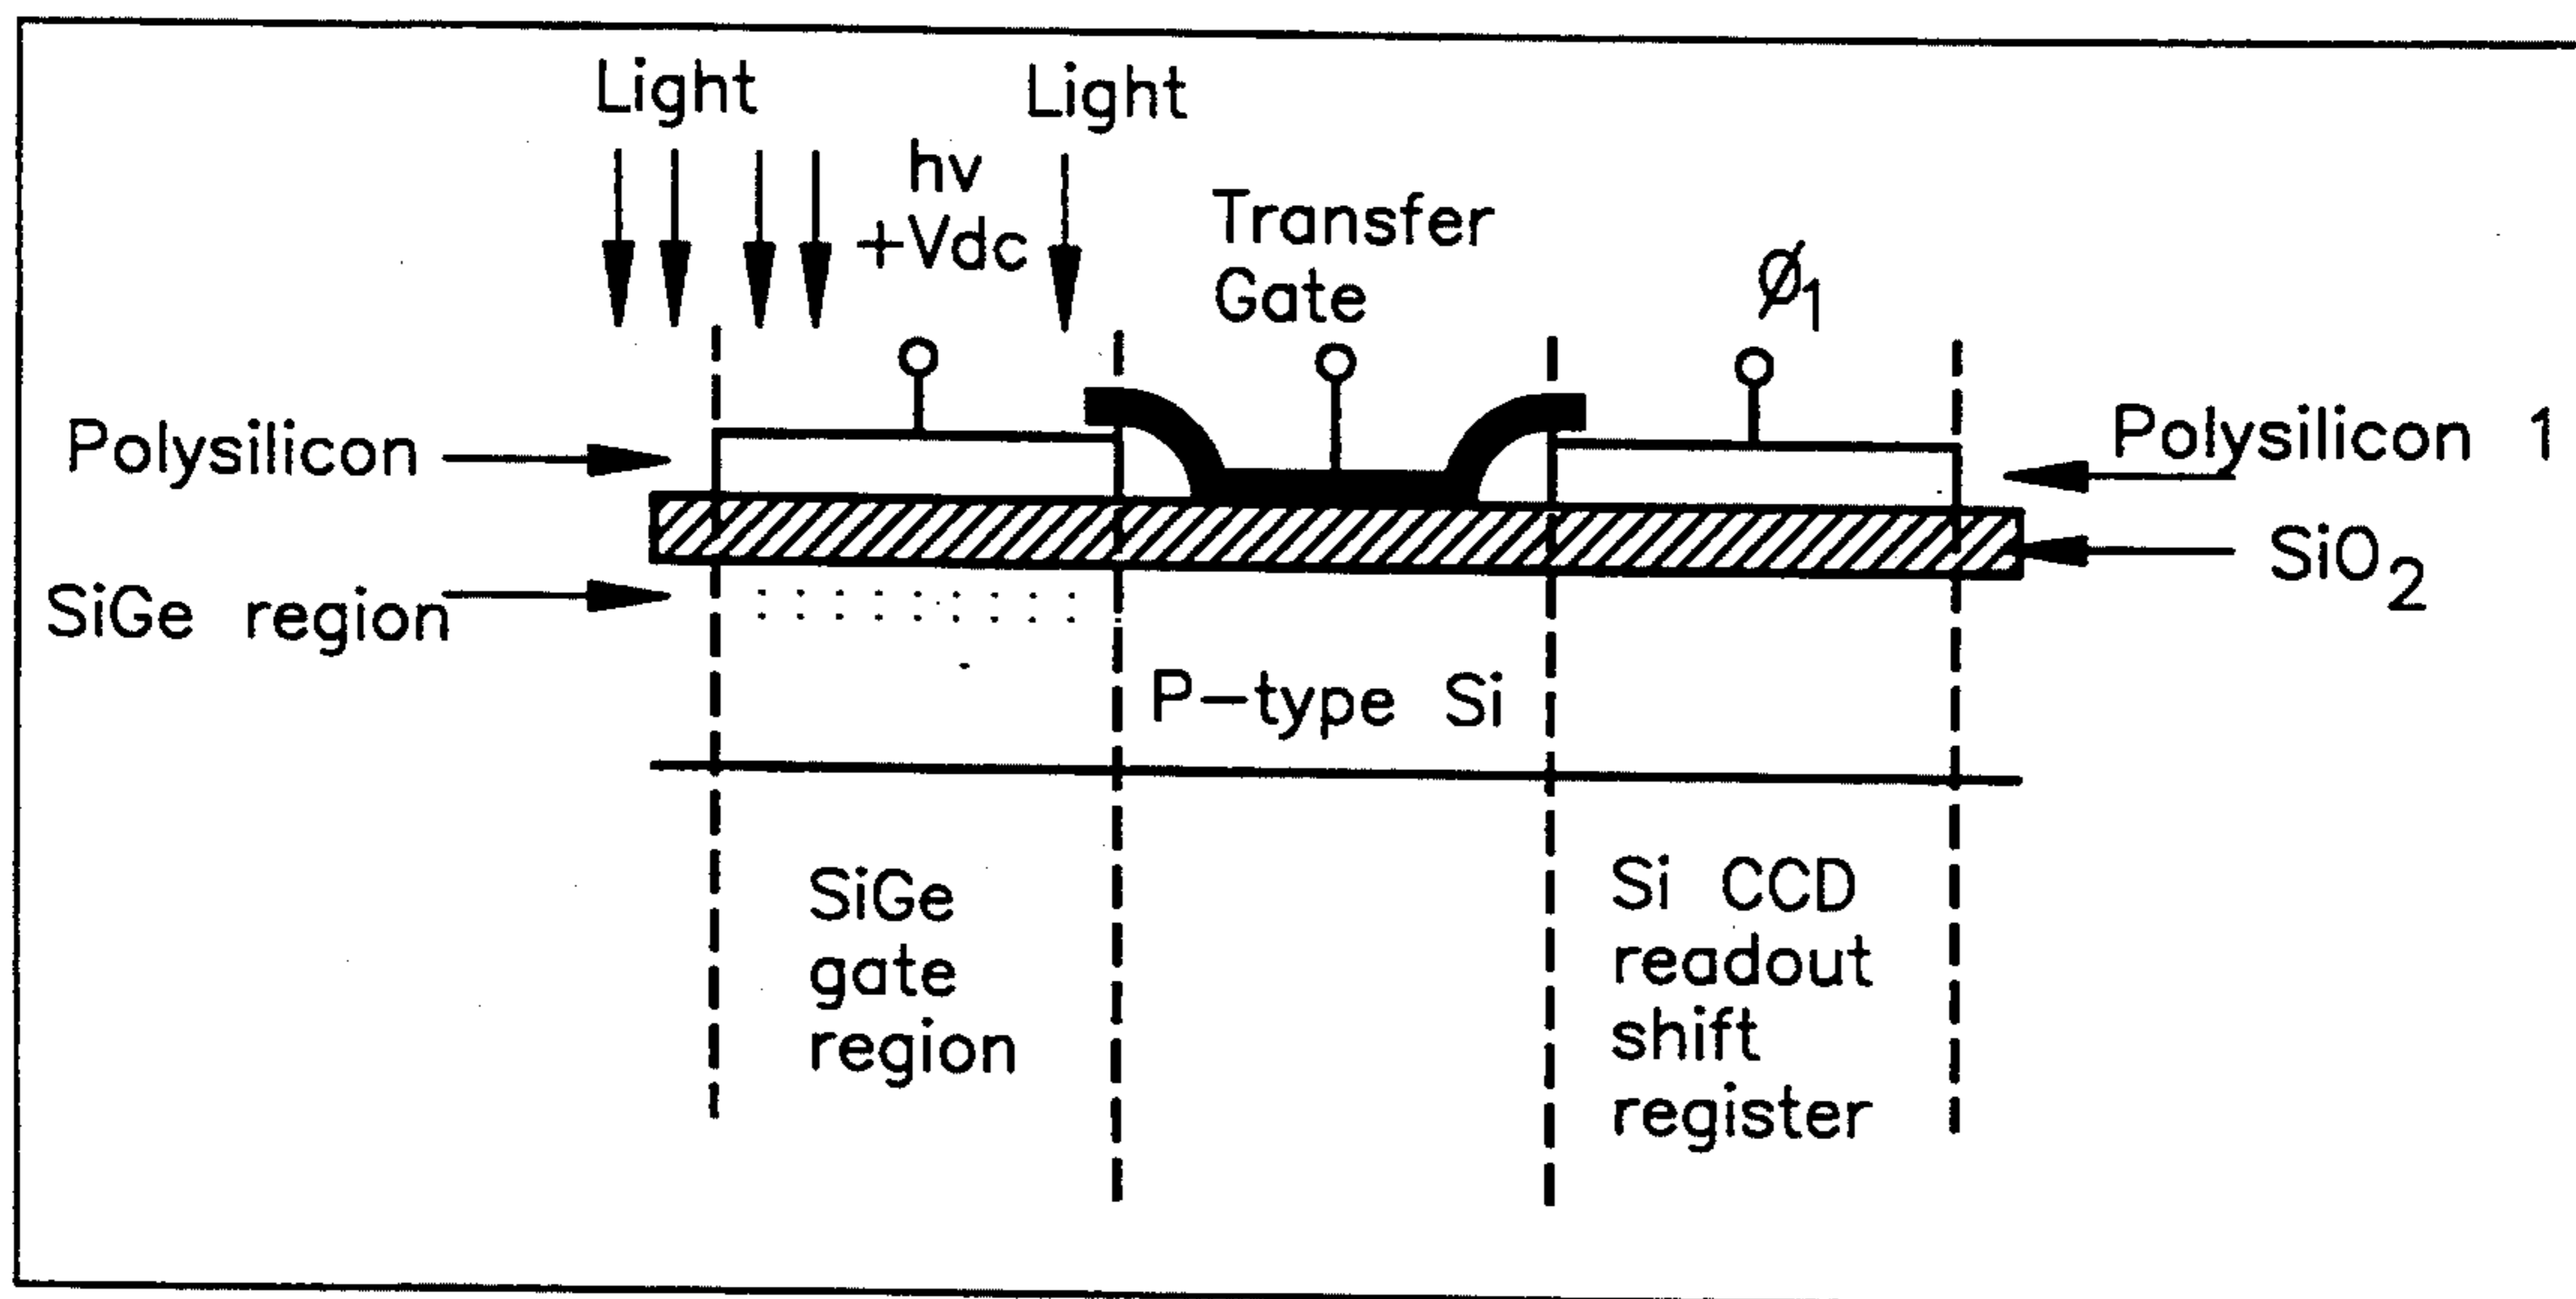 Light
Light
hv
+Vdc
Transfer
Gate
Ø1
Polysilicon
Polysilicon 1
SiO2
SiGe region
P-type Si
SiGe
gate
region
Si CCD
readout
shift
register